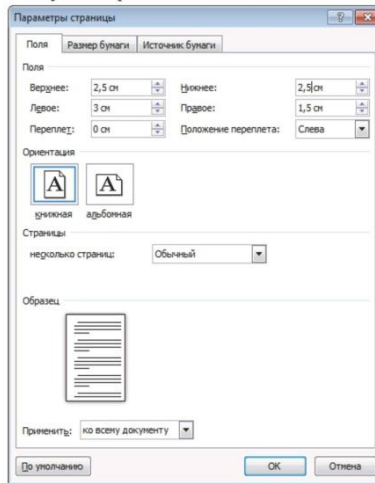 Параметры страницы
Поля Размер бумаги Источник бумаги
Поля
Верхнее: 2,5 см Нижнее: 2,5 см
Левое: 3 см Правое: 1,5 см
Переплет: 0 см Положение переплета: Слева
Ориентация
книжная альбомная
Страницы
несколько страниц: Обычный
Образец
Применить: ко всему документу
По умолчанию ОК Отмена